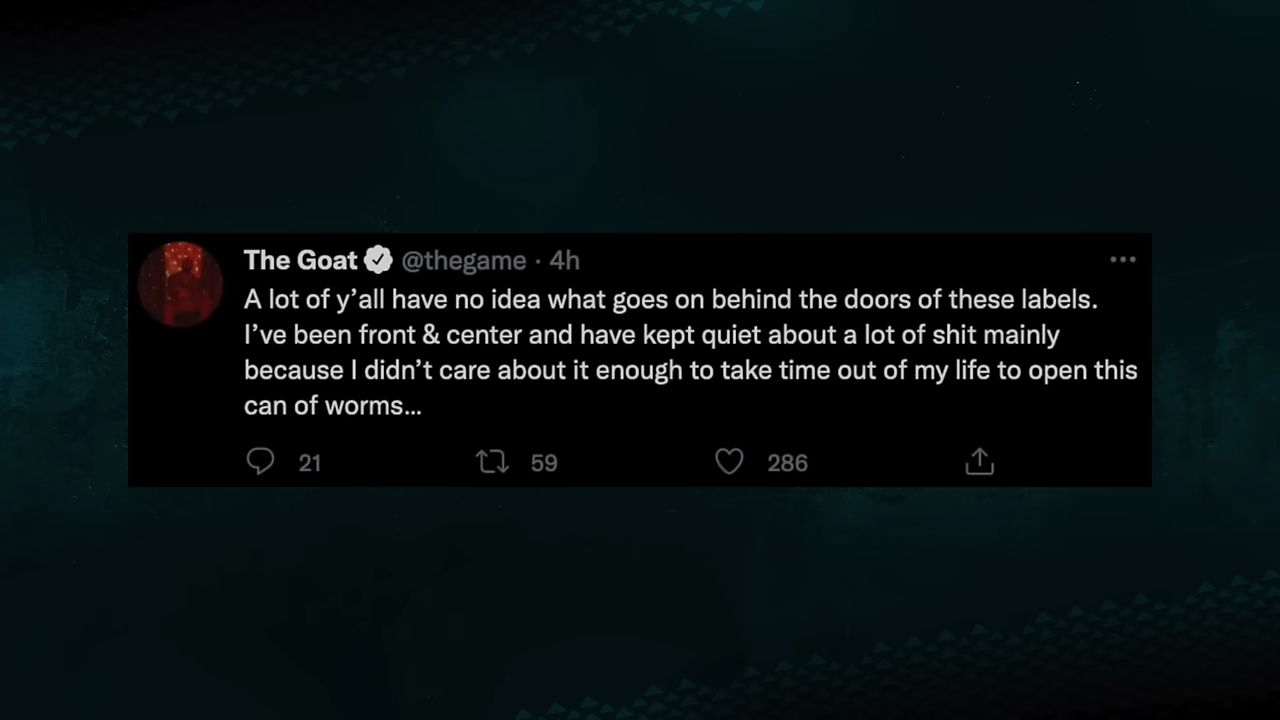 The Goat @thegame · 4h
A lot of y’all have no idea what goes on behind the doors of these labels.
I’ve been front & center and have kept quiet about a lot of shit mainly
because I didn’t care about it enough to take time out of my life to open this
can of worms...
21 59 286